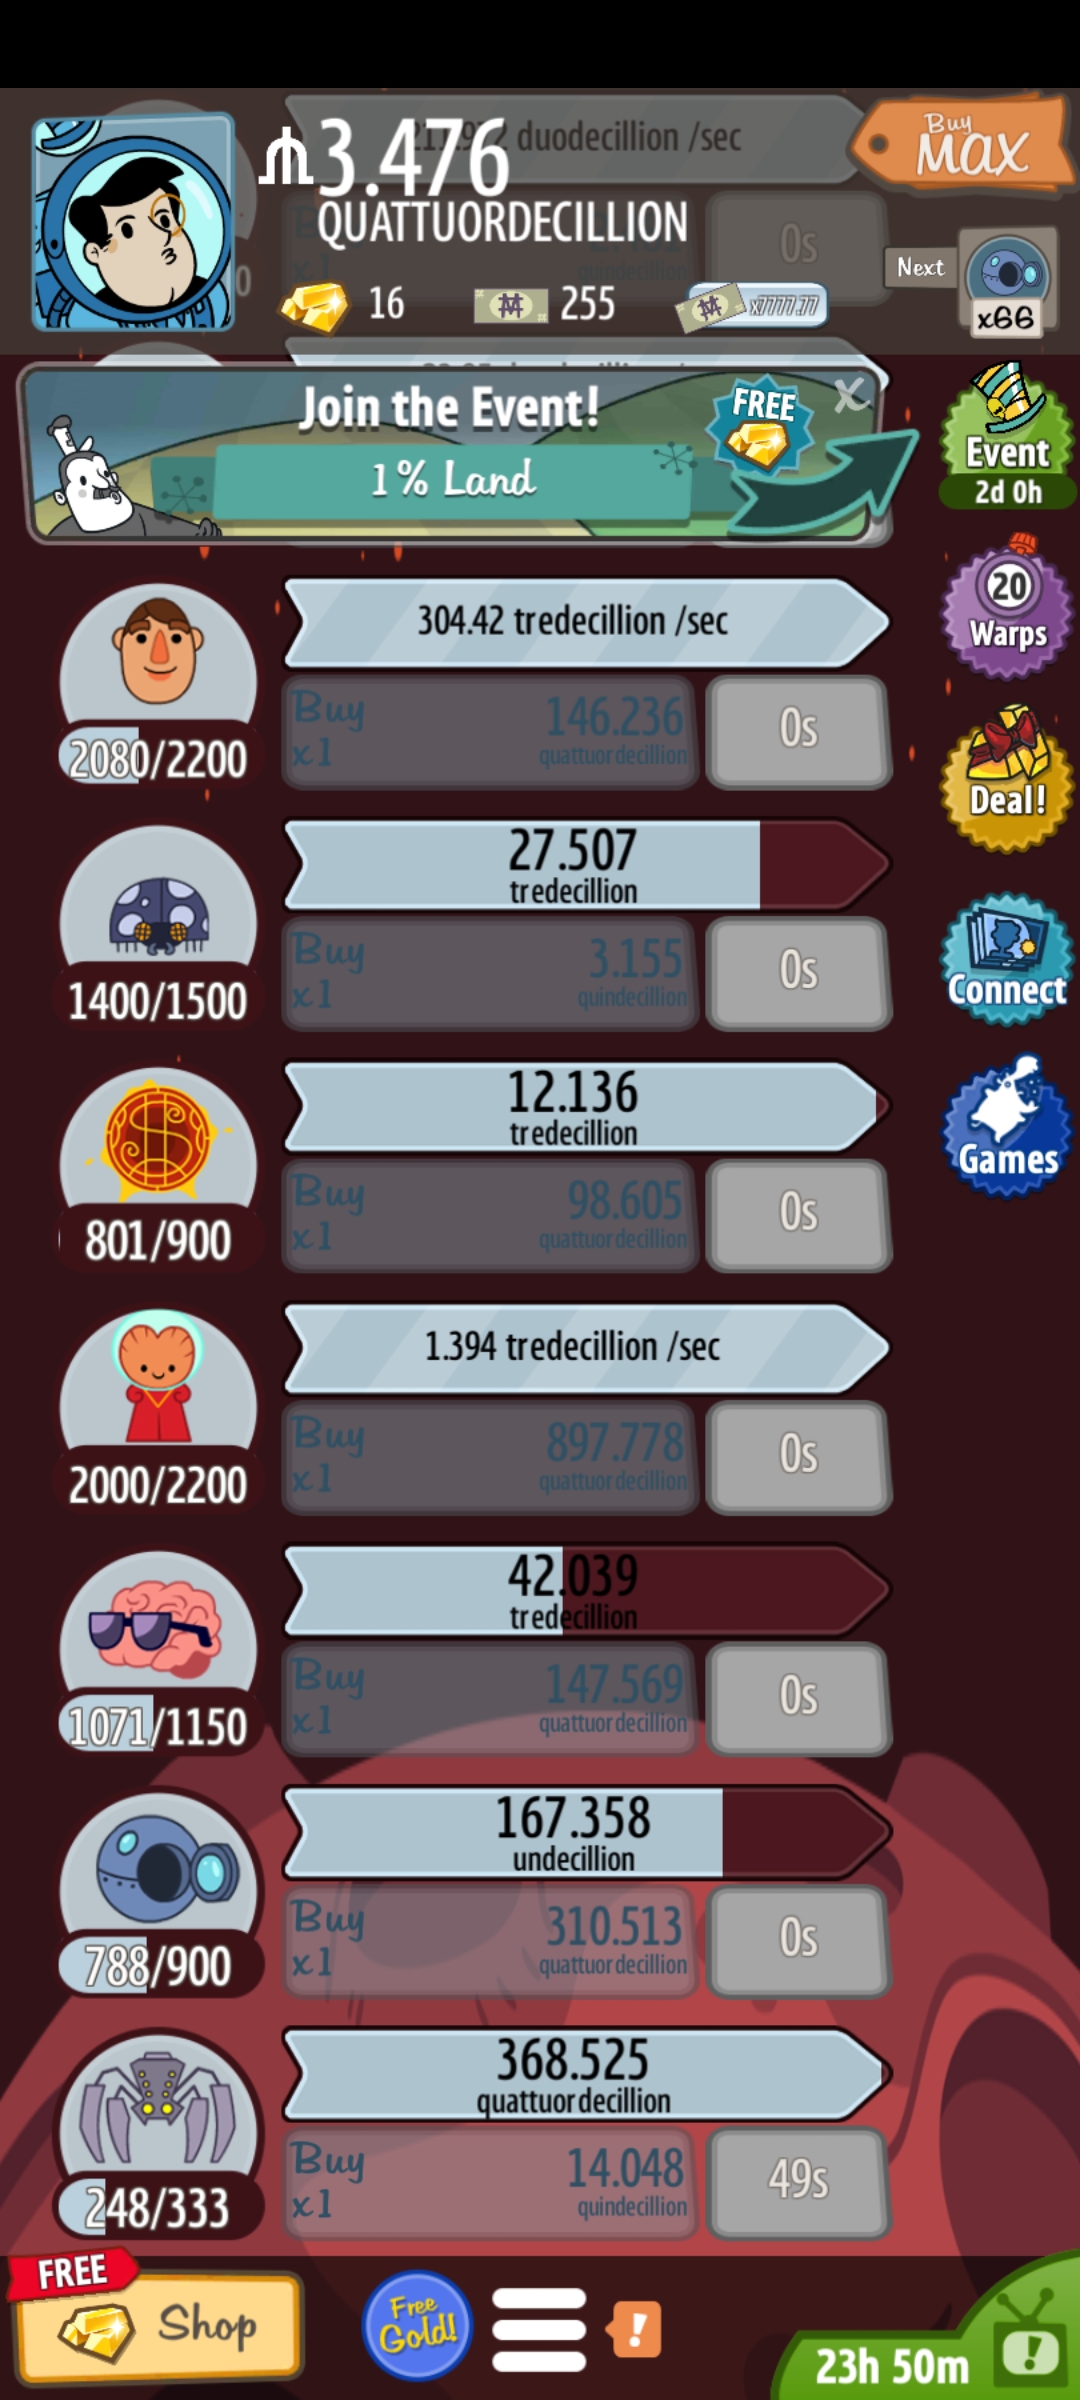 duodecillion /sec
3.476
QUATTUORDECILLION
Buy
MAX
0s
16
255
x7777.77
Next
x66
Join the Event!
FREE
X
1% Land
Event
2d 0h
304.42 tredecillion /sec
20
Warps
Buy
x1
146.236
quattuordecillion
0s
2080/2200
Deal!
27.507
tredecillion
Buy
x1
3.155
quindecillion
0s
1400/1500
Connect
12.136
tredecillion
Games
Buy
x1
98.605
quattuordecillion
0s
801/900
1.394 tredecillion /sec
Buy
x1
897.778
quattuordecillion
0s
2000/2200
42.039
tredecillion
Buy
x1
147.569
quattuordecillion
0s
1071/1150
167.358
undecillion
Buy
x1
310.513
quattuordecillion
0s
788/900
368.525
quattuordecillion
Buy
x1
14.048
quindecillion
49s
248/333
FREE
Shop
Free
Gold!
!
23h 50m
!